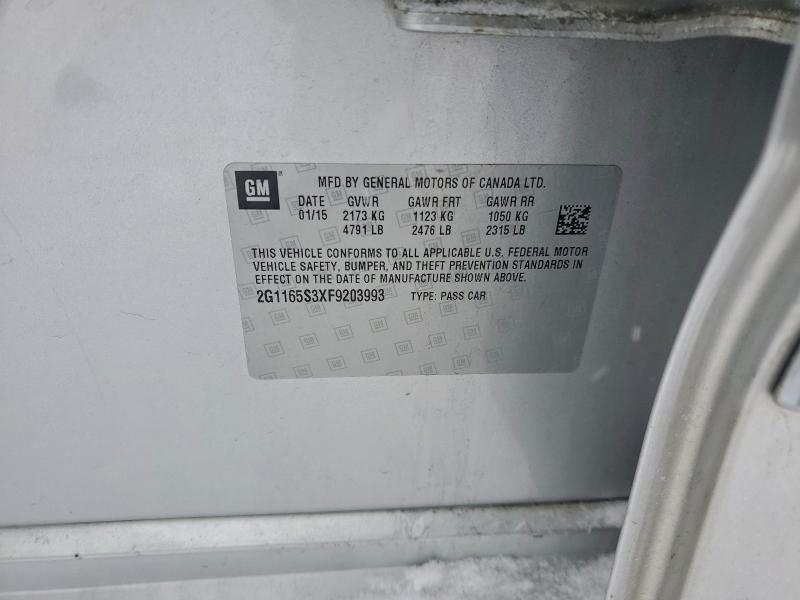 GM
MFD BY GENERAL MOTORS OF CANADA LTD.
DATE GVWR GAWR FRT GAWR RR
01/15 2173 KG 1123 KG 1050 KG
4791 LB 2476 LB 2315 LB
THIS VEHICLE CONFORMS TO ALL APPLICABLE U.S. FEDERAL MOTOR
VEHICLE SAFETY, BUMPER, AND THEFT PREVENTION STANDARDS IN
EFFECT ON THE DATE OF MANUFACTURE SHOWN ABOVE.
2G1165S3XF9203993 TYPE: PASS CAR